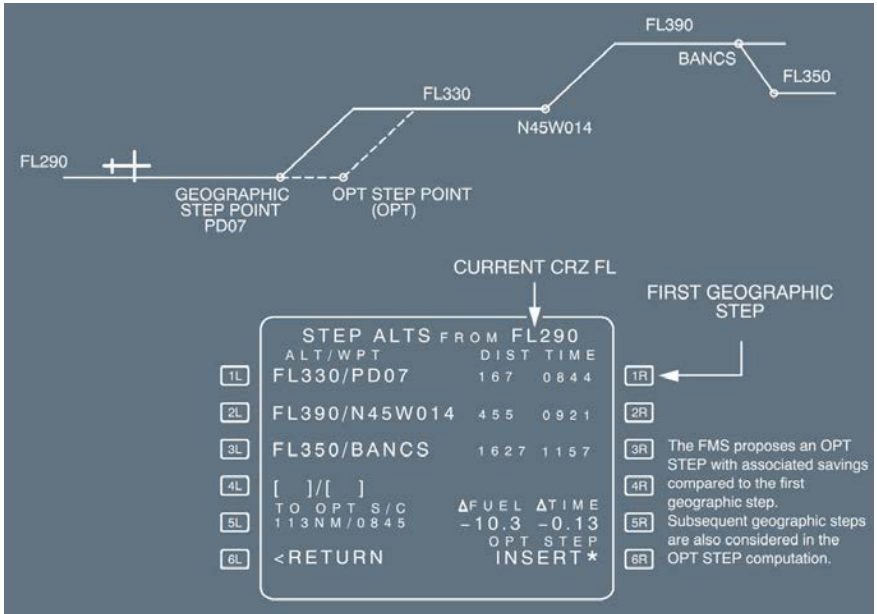 FL390
BANCS
FL350
FL330
N45W014
FL290
GEOGRAPHIC
STEP POINT
PD07
OPT STEP POINT
(OPT)
CURRENT CRZ FL
FIRST GEOGRAPHIC
STEP
STEP ALTS FROM FL290
ALT/WPT DIST TIME
1L FL330/PD07 167 0844 1R
2L FL390/N45W014 455 0921 2R
3L FL350/BANCS 1627 1157 3R
4L [ ]/[ ] 4R
TO OPT S/C ΔFUEL ΔTIME
5L 113NM/0845 -10.3 -0.13 5R
OPT STEP
6L <RETURN INSERT* 6R
The FMS proposes an OPT
STEP with associated savings
compared to the first
geographic step.
Subsequent geographic steps
are also considered in the
OPT STEP computation.